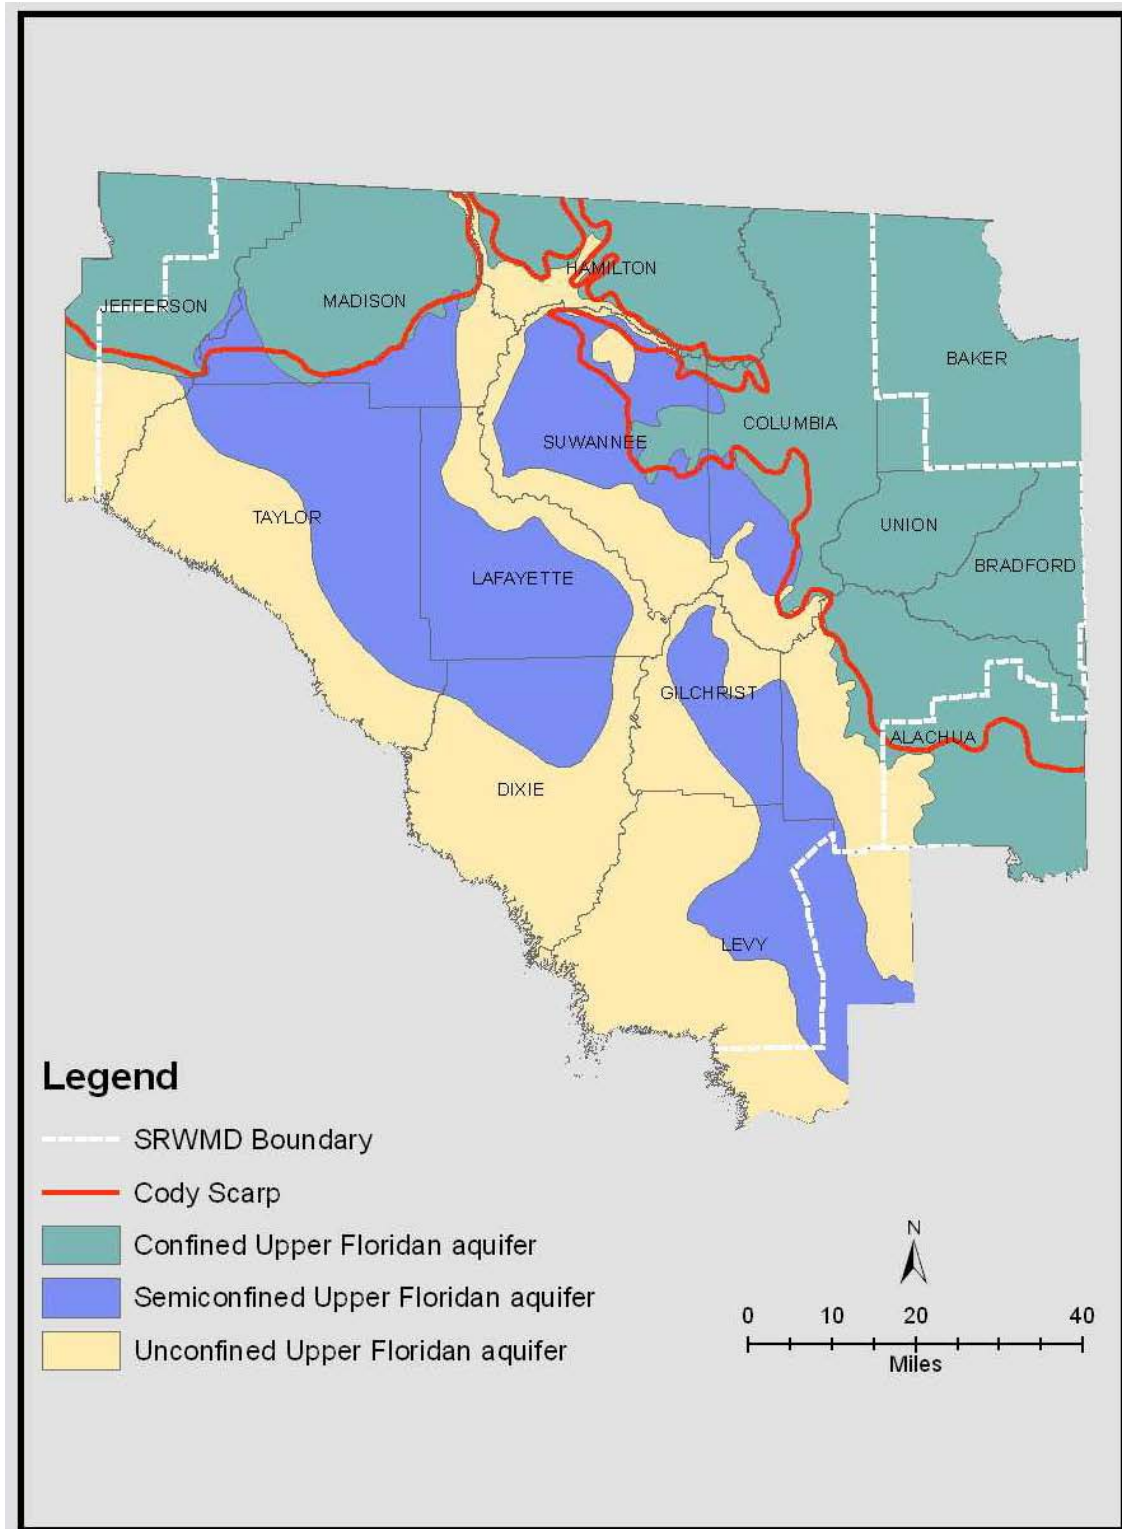 HAMILTON
JEFFERSON
MADISON
BAKER
COLUMBIA
SUWANNEE
TAYLOR
UNION
BRADFORD
LAFAYETTE
GILCHRIST
ALACHUA
DIXIE
LEVY
Legend
SRWMD Boundary
Cody Scarp
Confined Upper Floridan aquifer
Semiconfined Upper Floridan aquifer
Unconfined Upper Floridan aquifer
N
0 10 20 40
Miles